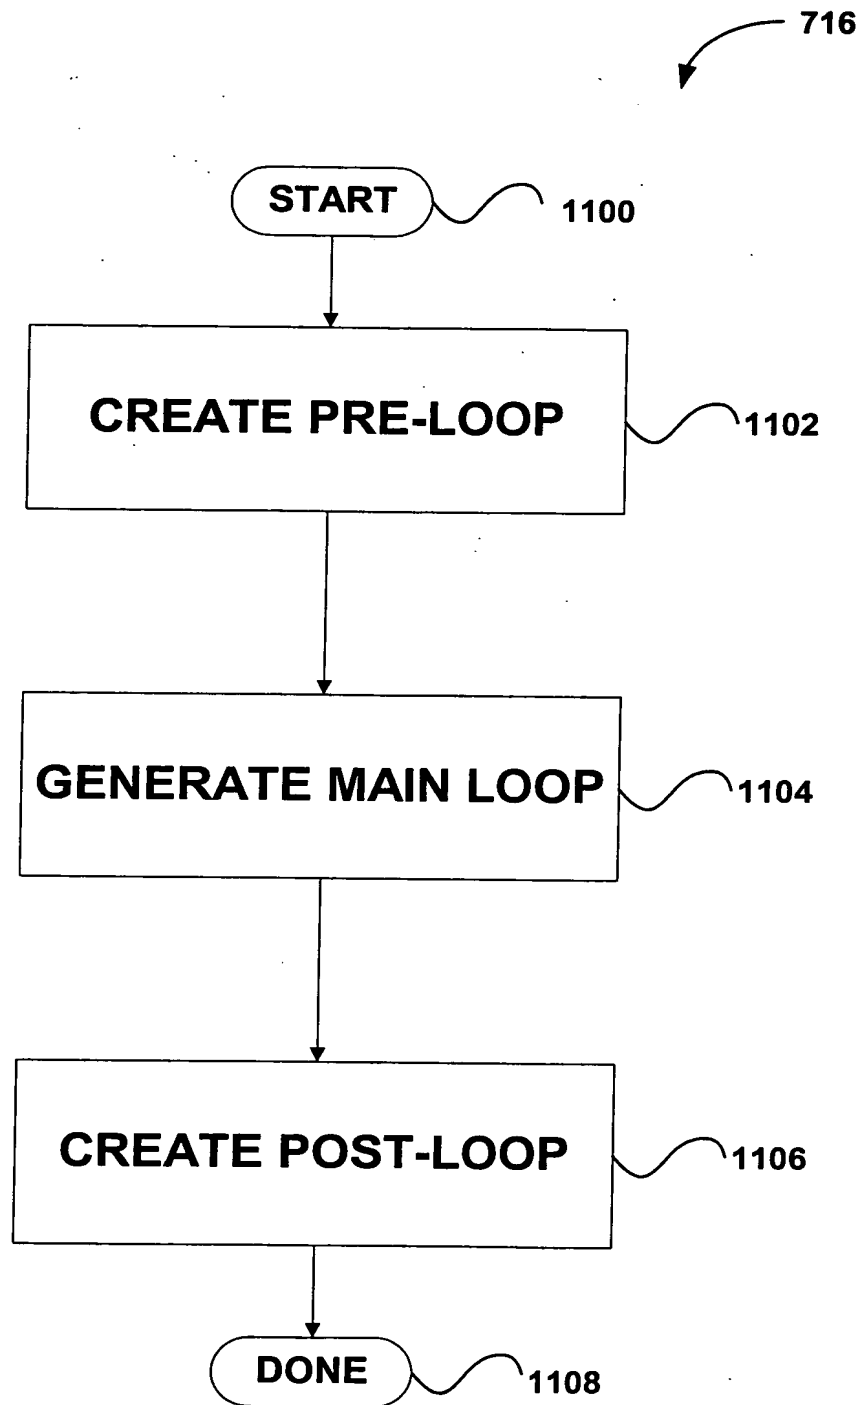 716
START
1100
CREATE PRE-LOOP
1102
GENERATE MAIN LOOP
1104
CREATE POST-LOOP
1106
DONE
1108